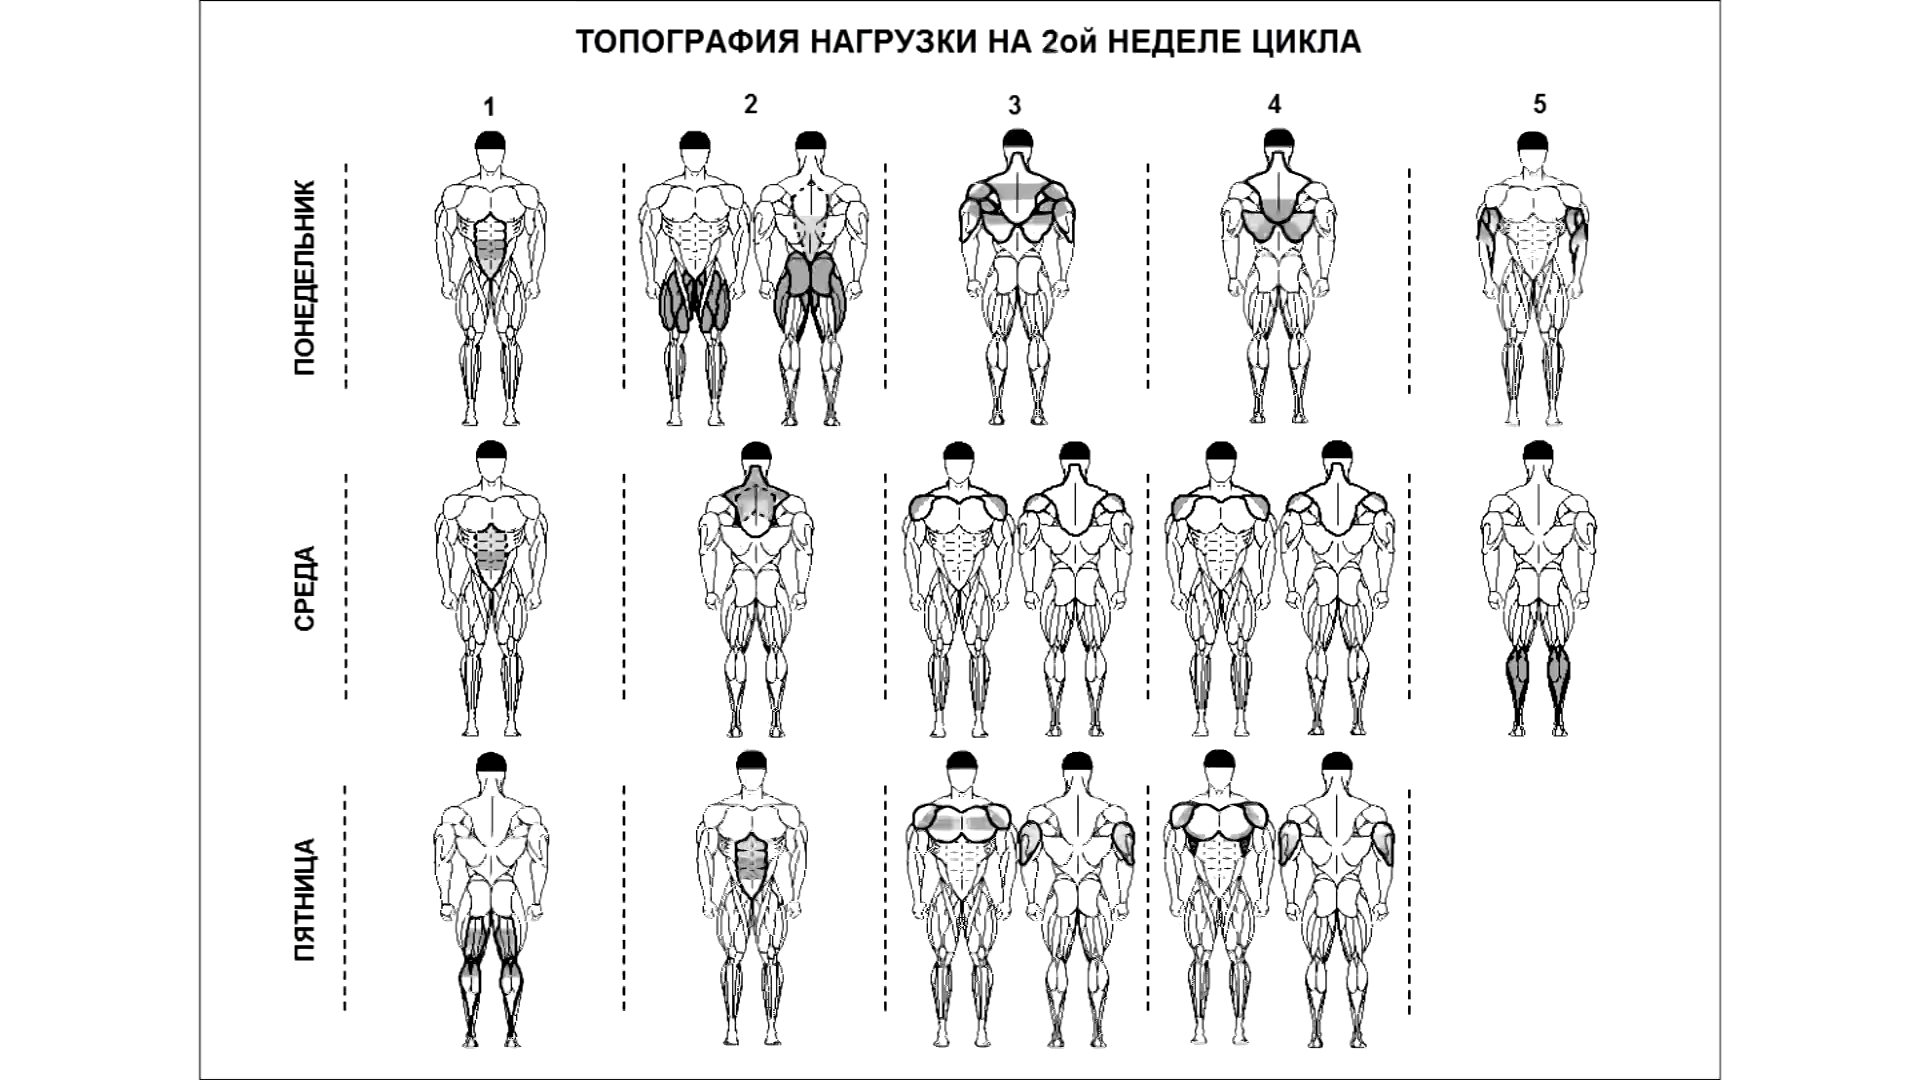 ТОПОГРАФИЯ НАГРУЗКИ НА 2ой НЕДЕЛЕ ЦИКЛА
1 2 3 4 5
ПОНЕДЕЛЬНИК
СРЕДА
ПЯТНИЦА